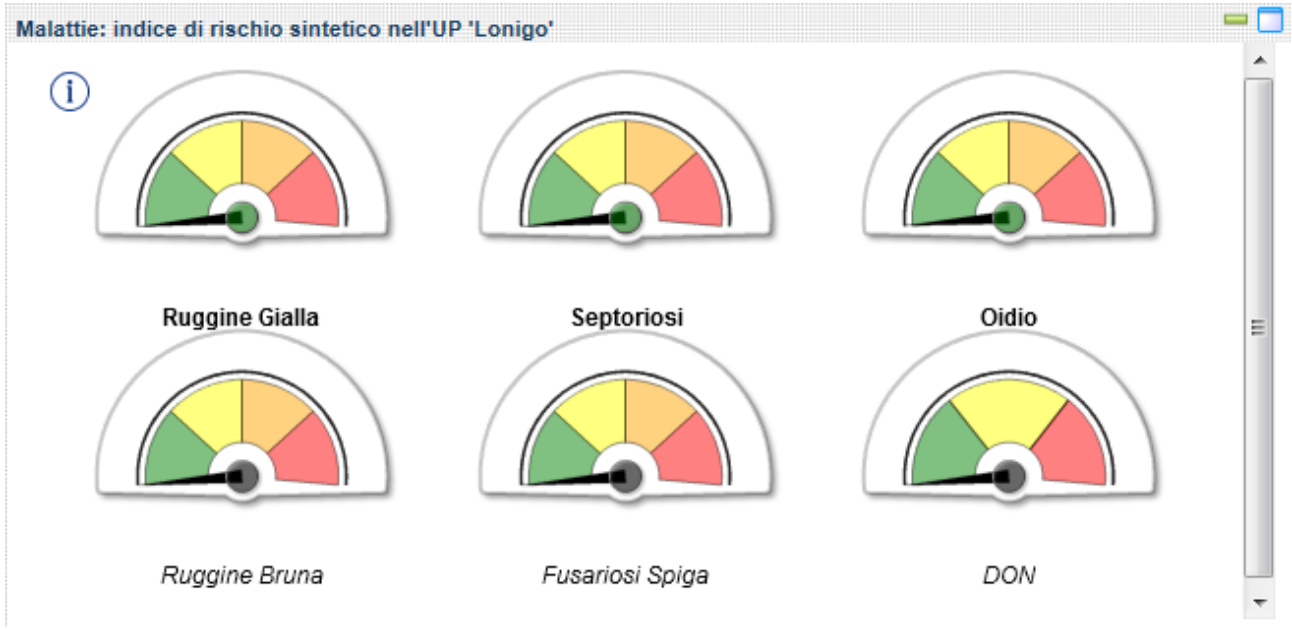 Malattie: indice di rischio sintetico nell'UP 'Lonigo'
i
Ruggine Gialla Septoriosi Oidio
Ruggine Bruna Fusariosi Spiga DON